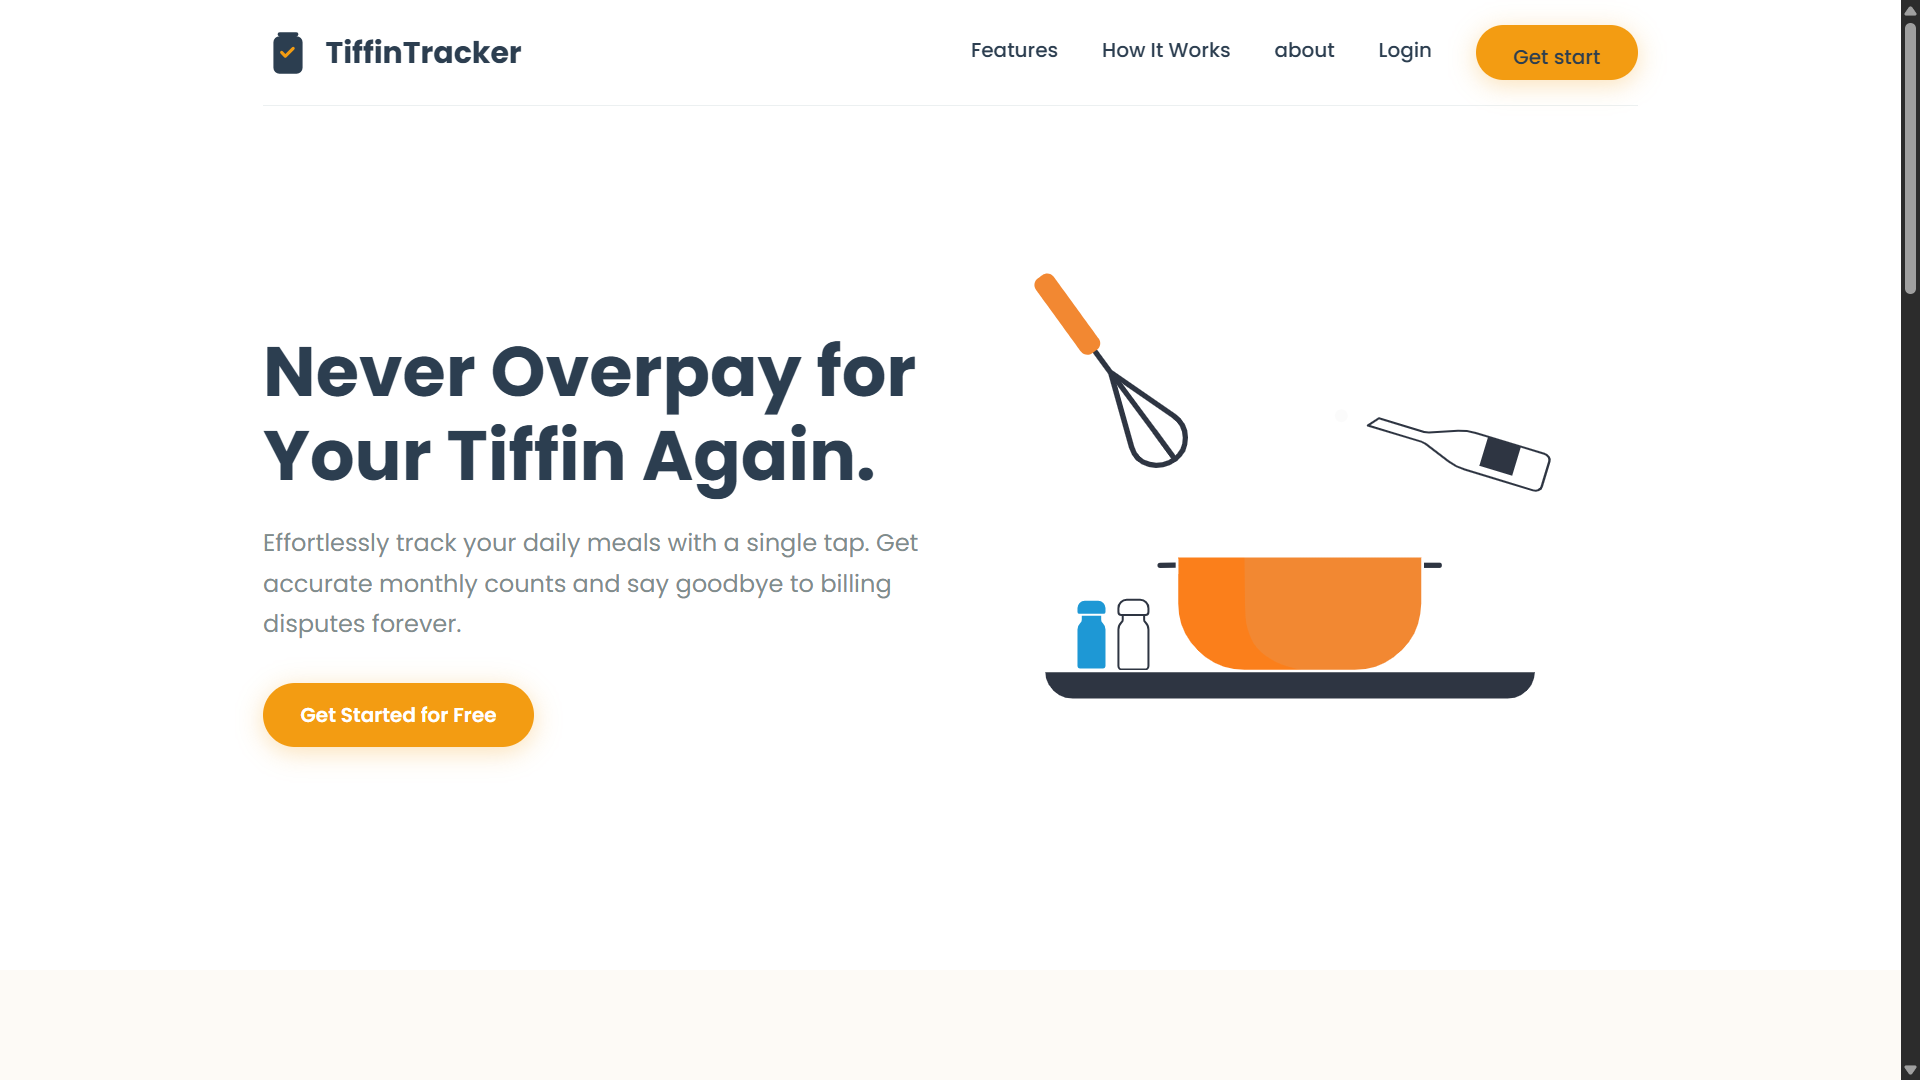 TiffinTracker
Features
How It Works
about
Login
Get start
Never Overpay for
Your Tiffin Again.
Effortlessly track your daily meals with a single tap. Get
accurate monthly counts and say goodbye to billing
disputes forever.
Get Started for Free